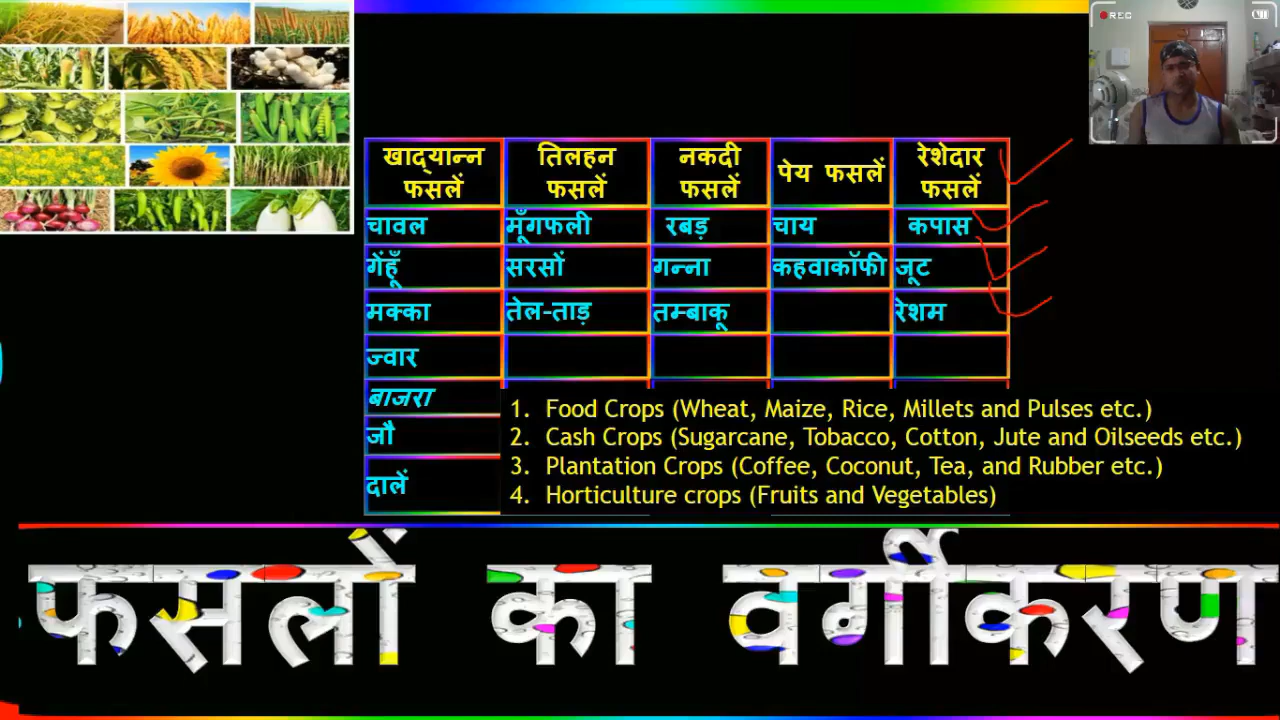 REC
खाद्यान्न फसलें
तिलहन फसलें
नकदी फसलें
पेय फसलें
रेशेदार फसलें
चावल मूँगफली रबड़ चाय कपास
गेंहूँ सरसों गन्ना कहवाकॉफी जूट
मक्का तेल-ताड़ तम्बाकू रेशम
ज्वार
बाजरा
जौ
दालें
1. Food Crops (Wheat, Maize, Rice, Millets and Pulses etc.)
2. Cash Crops (Sugarcane, Tobacco, Cotton, Jute and Oilseeds etc.)
3. Plantation Crops (Coffee, Coconut, Tea, and Rubber etc.)
4. Horticulture crops (Fruits and Vegetables)
फसलों का वर्गीकरण